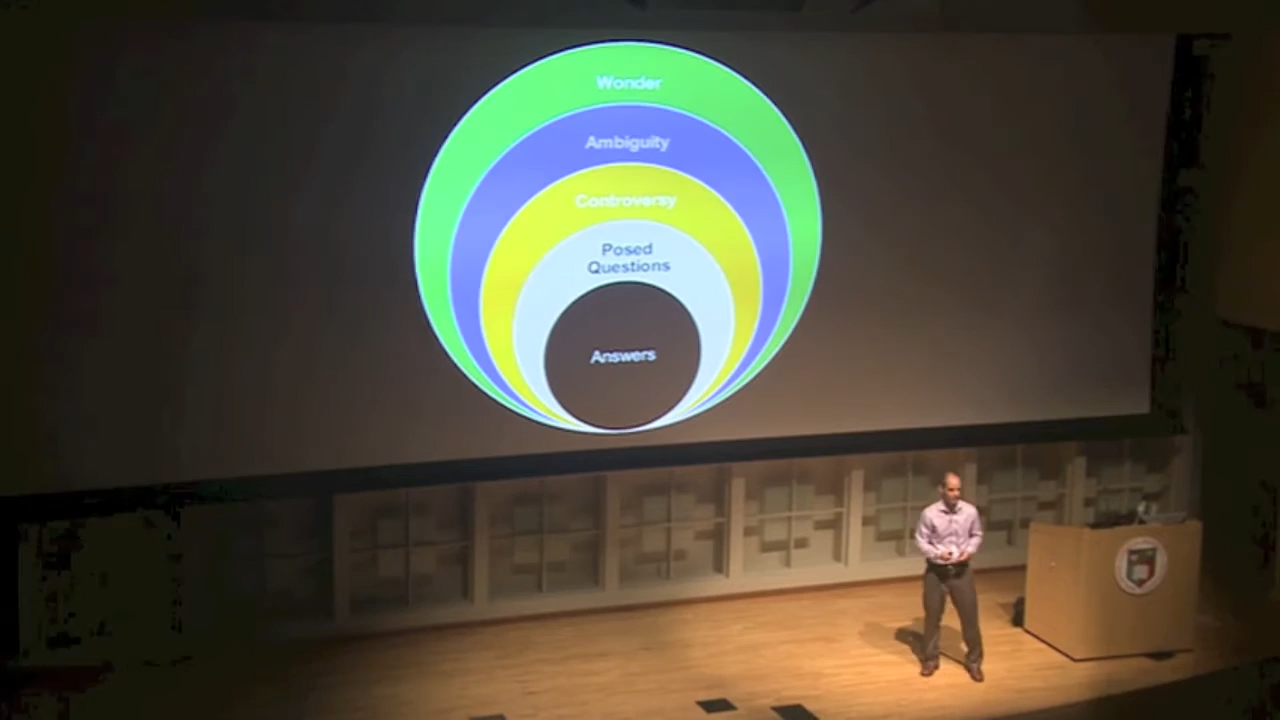 Wonder
Ambiguity
Controversy
Posed
Questions
Answers